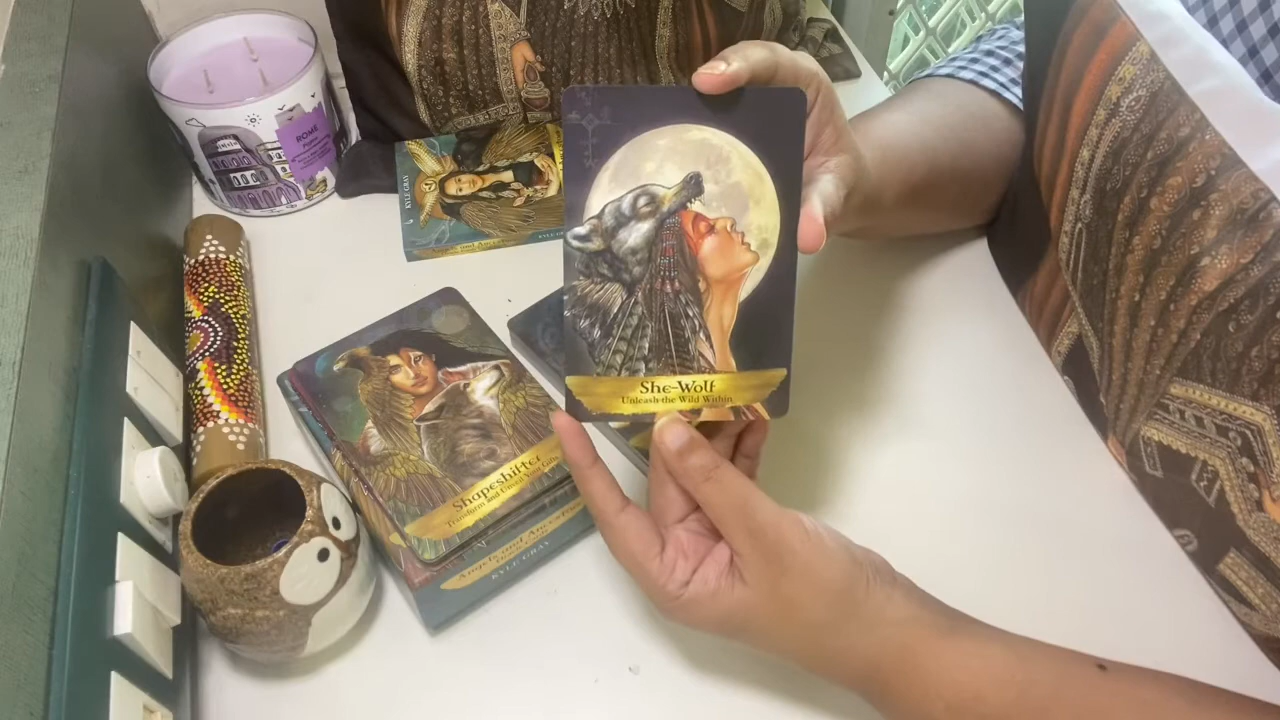 ROME
KYLE GRAY
She-Wolf
Unleash the Wild Within
Shapeshifter
Transform and Unveil Your Gifts
Angels and Ancestors
KYLE GRAY